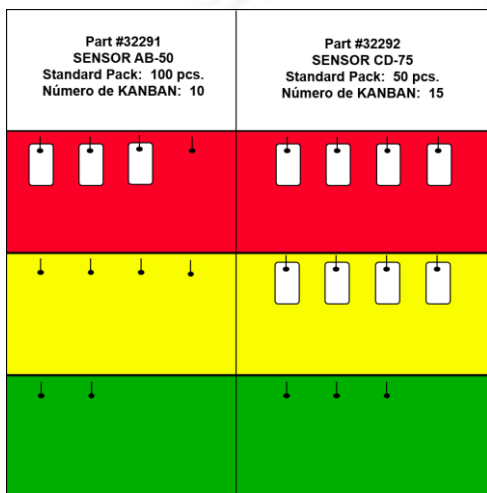 Part #32291
SENSOR AB-50
Standard Pack: 100 pcs.
Número de KANBAN: 10
Part #32292
SENSOR CD-75
Standard Pack: 50 pcs.
Número de KANBAN: 15